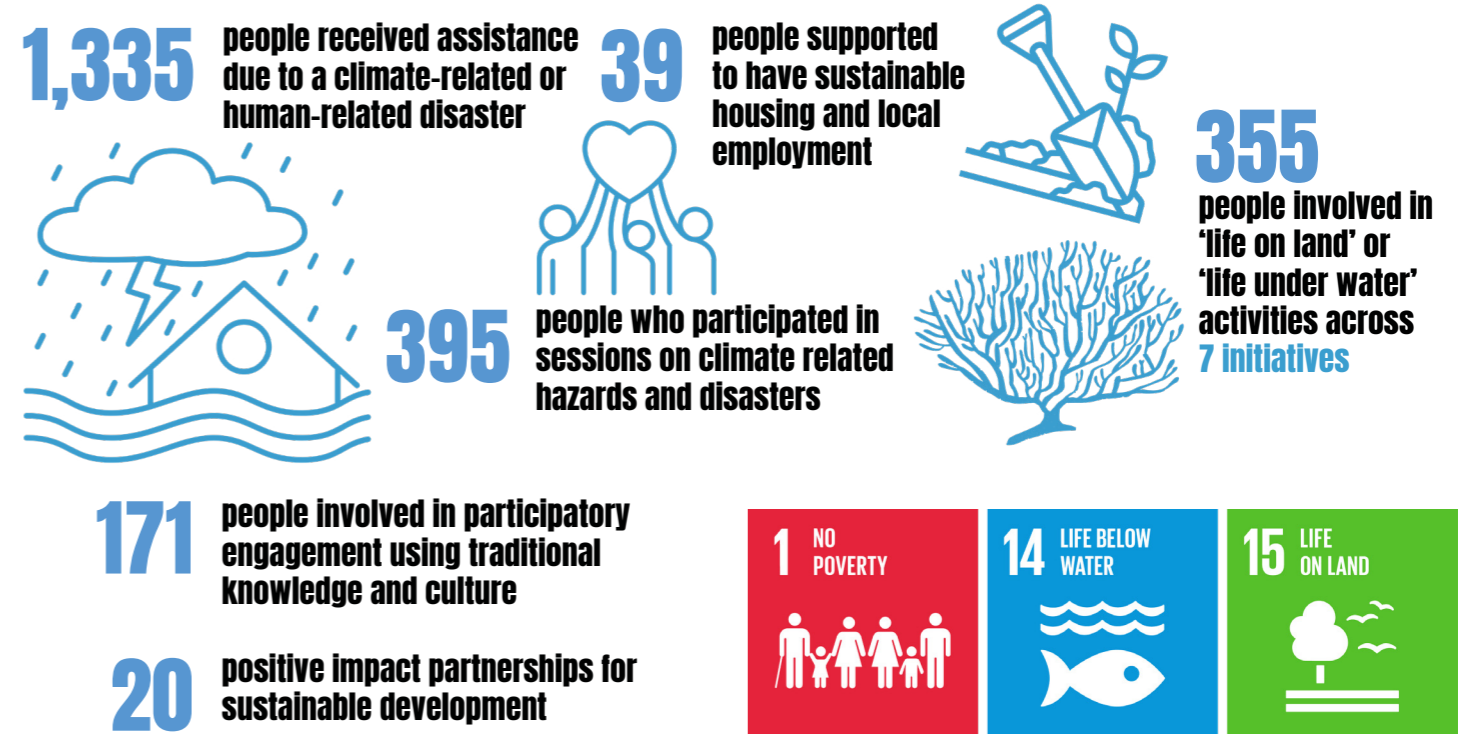 1,335
people received assistance
due to a climate-related or
human-related disaster
39
people supported
to have sustainable
housing and local
employment
355
people involved in
‘life on land’ or
‘life under water’
activities across
7 initiatives
395
people who participated in
sessions on climate related
hazards and disasters
171
people involved in participatory
engagement using traditional
knowledge and culture
20
positive impact partnerships for
sustainable development
1 NO
POVERTY
14 LIFE BELOW
WATER
15 LIFE
ON LAND